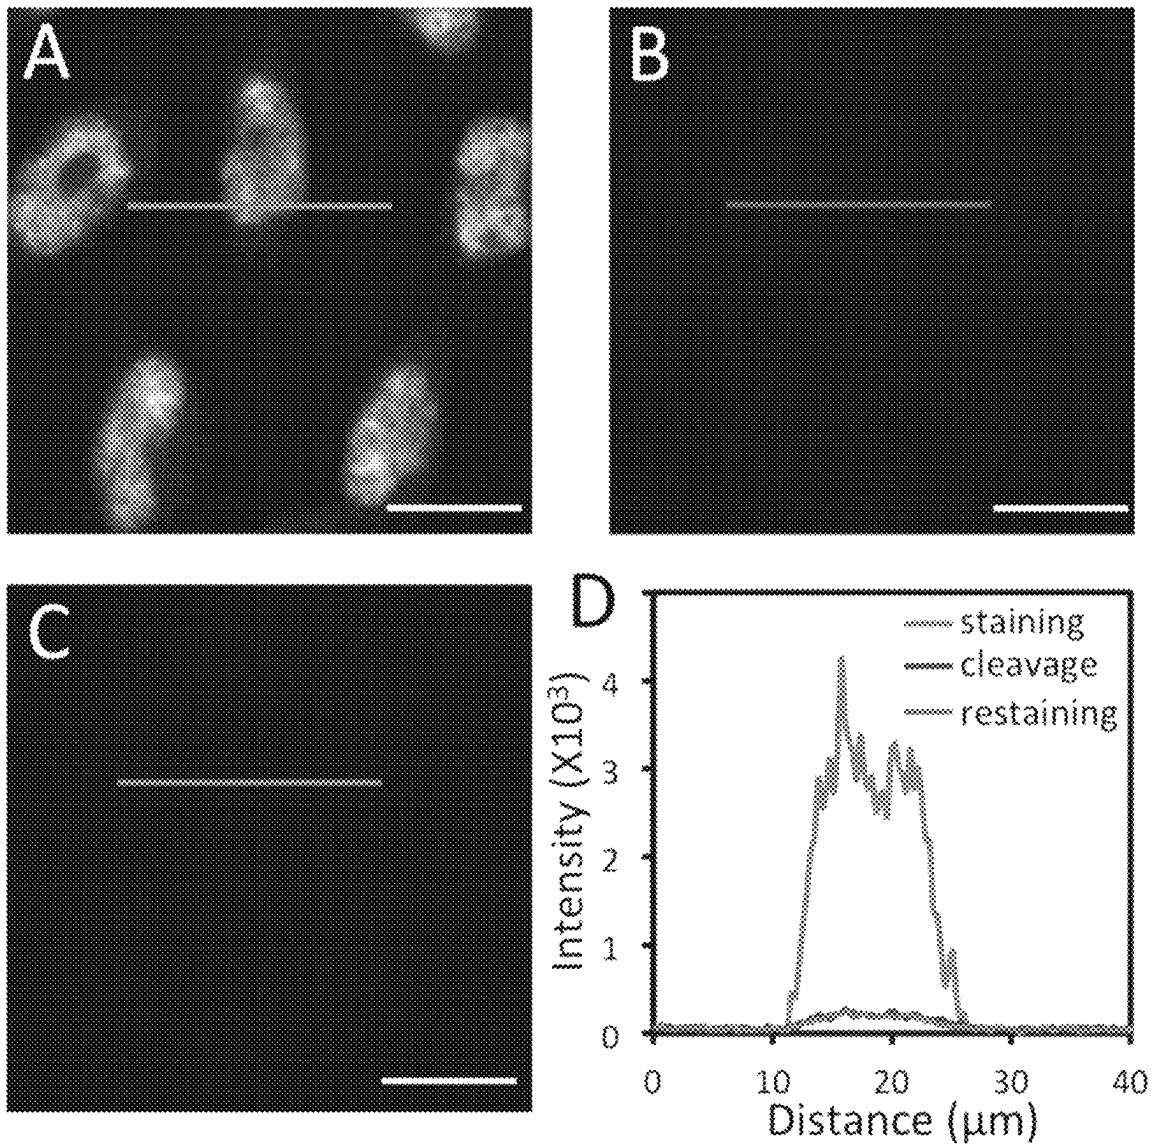 A
B
C
D
staining
cleavage
restaining
Intensity (X10³)
4
3
2
1
0
0 10 20 30 40
Distance (μm)